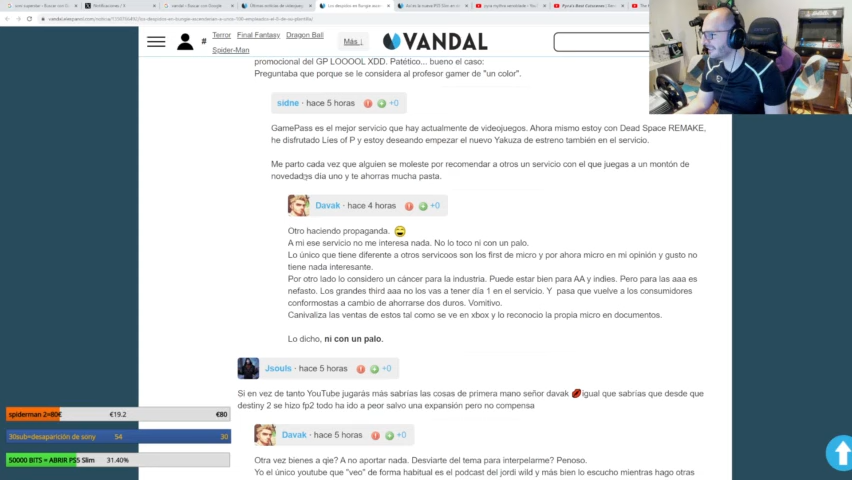 vandal.elespanol.com/noticia/
Terror Final Fantasy Dragon Ball
# Spider-Man
Más ↓
VANDAL
promocional del GP LOOOOL XDD. Patético... bueno el caso:
Preguntaba que porque se le considera al profesor gamer de "un color".
sidne · hace 5 horas +0
GamePass es el mejor servicio que hay actualmente de videojuegos. Ahora mismo estoy con Dead Space REMAKE,
he disfrutado Lies of P y estoy deseando empezar el nuevo Yakuza de estreno también en el servicio.
Me parto cada vez que alguien se moleste por recomendar a otros un servicio con el que juegas a un montón de
novedades día uno y te ahorras mucha pasta.
Davak · hace 4 horas +0
Otro haciendo propaganda.
A mi ese servicio no me interesa nada. No lo toco ni con un palo.
Lo único que tiene diferente a otros servicoos son los first de micro y por ahora micro en mi opinión y gusto no
tiene nada interesante.
Por otro lado lo considero un cáncer para la industria. Puede estar bien para AA y indies. Pero para las aaa es
nefasto. Los grandes third aaa no los vas a tener día 1 en el servicio. Y pasa que vuelve a los consumidores
conformostas a cambio de ahorrarse dos duros. Vomitivo.
Canivaliza las ventas de estos tal como se ve en xbox y lo reconocio la propia micro en documentos.
Lo dicho, ni con un palo.
Jsouls · hace 5 horas +0
Si en vez de tanto YouTube jugarás más sabrías las cosas de primera mano señor davak igual que sabrías que desde que
destiny 2 se hizo fp2 todo ha ido a peor salvo una expansión pero no compensa
Davak · hace 5 horas +0
Otra vez bienes a qie? A no aportar nada. Desviarte del tema para interpelarme? Penoso.
Yo el único youtube que "veo" de forma habitual es el podcast del jordi wild y más bien lo escucho mientras hago otras
spiderman 2=80€ €19.2 €80
30sub=desaparición de sony 54 30
50000 BITS = ABRIR PS5 Slim 31.40%